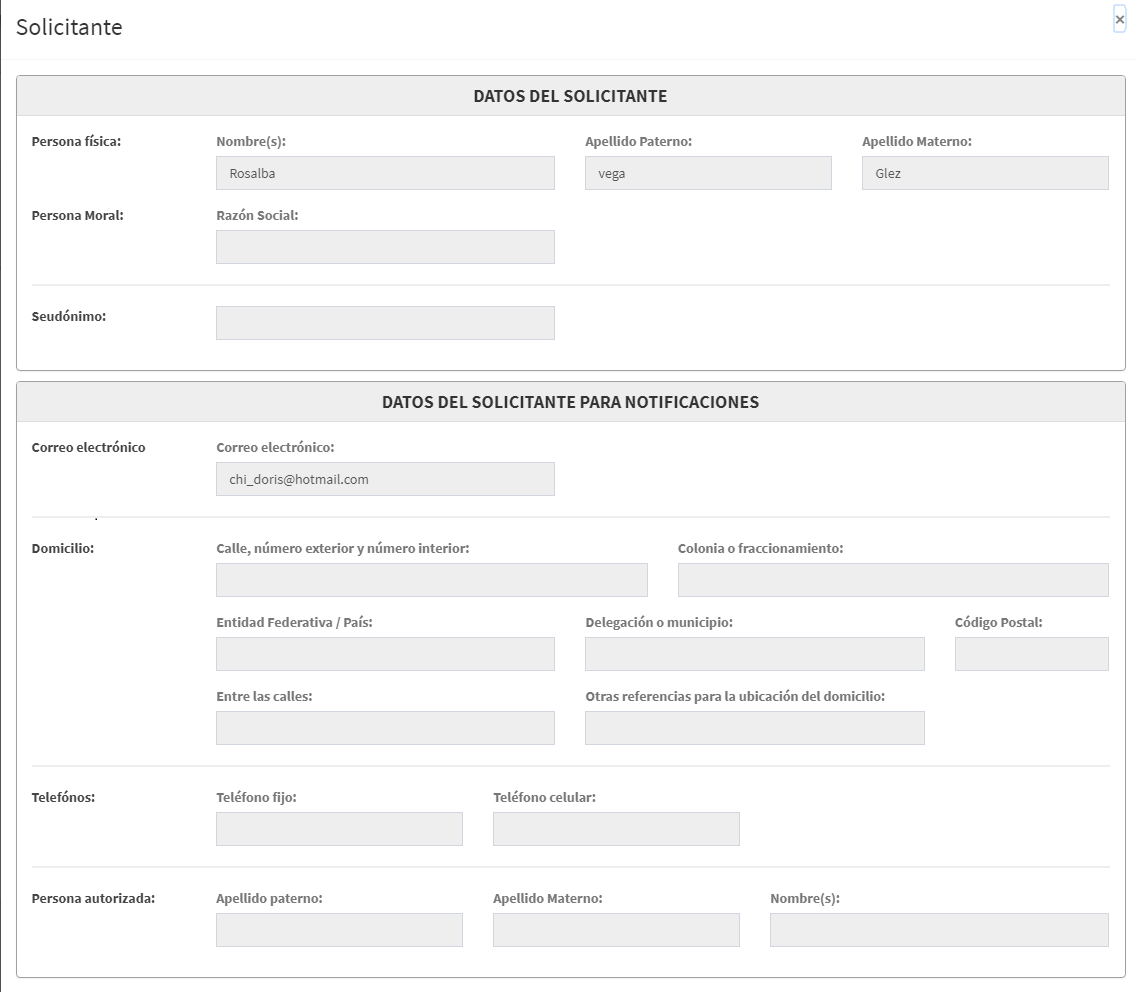 Solicitante
×
DATOS DEL SOLICITANTE
Persona física: Nombre(s): Apellido Paterno: Apellido Materno:
Rosalba vega Glez
Persona Moral: Razón Social:
Seudónimo:
DATOS DEL SOLICITANTE PARA NOTIFICACIONES
Correo electrónico Correo electrónico:
chi_doris@hotmail.com
Domicilio: Calle, número exterior y número interior: Colonia o fraccionamiento:
Entidad Federativa / País: Delegación o municipio: Código Postal:
Entre las calles: Otras referencias para la ubicación del domicilio:
Telefónos: Teléfono fijo: Teléfono celular:
Persona autorizada: Apellido paterno: Apellido Materno: Nombre(s):